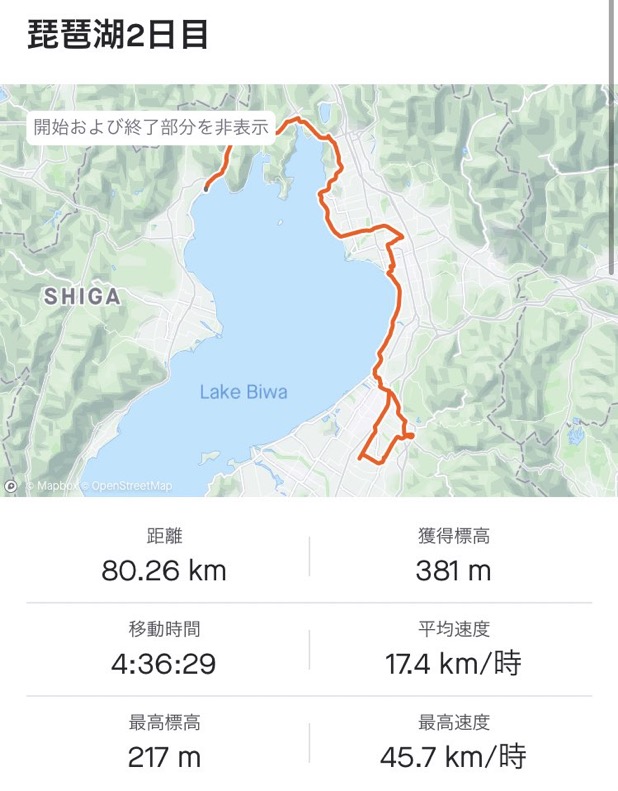 琵琶湖2日目
開始および終了部分を非表示
SHIGA
Lake Biwa
© Mapbox © OpenStreetMap
距離
80.26 km
獲得標高
381 m
移動時間
4:36:29
平均速度
17.4 km/時
最高標高
217 m
最高速度
45.7 km/時